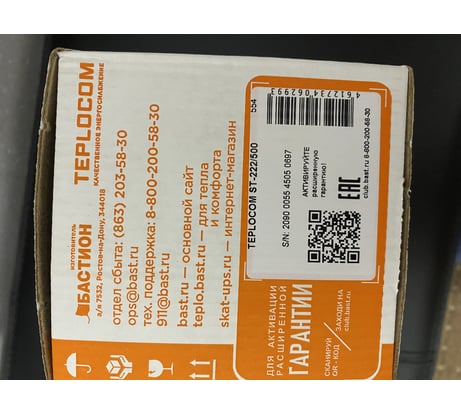 TEPLOCOM
КАЧЕСТВЕННОЕ ЭНЕРГОСНАБЖЕНИЕ
ИЗГОТОВИТЕЛЬ
БАСТИОН
а/я 7532, Ростов-на-Дону, 344018
отдел сбыта: (863) 203-58-30
ops@bast.ru
тех. поддержка: 8-800-200-58-30
911@bast.ru
bast.ru — основной сайт
teplo.bast.ru — для тепла
и комфорта
skat-ups.ru — интернет-магазин
4 612734 062993
554
TEPLOCOM ST-222/500
S/N: 2090 0055 4505 0697
АКТИВИРУЙТЕ
расширенную
гарантию!
EAC
club.bast.ru 8-800-200-58-30
ДЛЯ АКТИВАЦИИ
РАСШИРЕННОЙ
ГАРАНТИИ
СКАНИРУЙ
QR - КОД
ЗАХОДИ НА
club.bast.ru